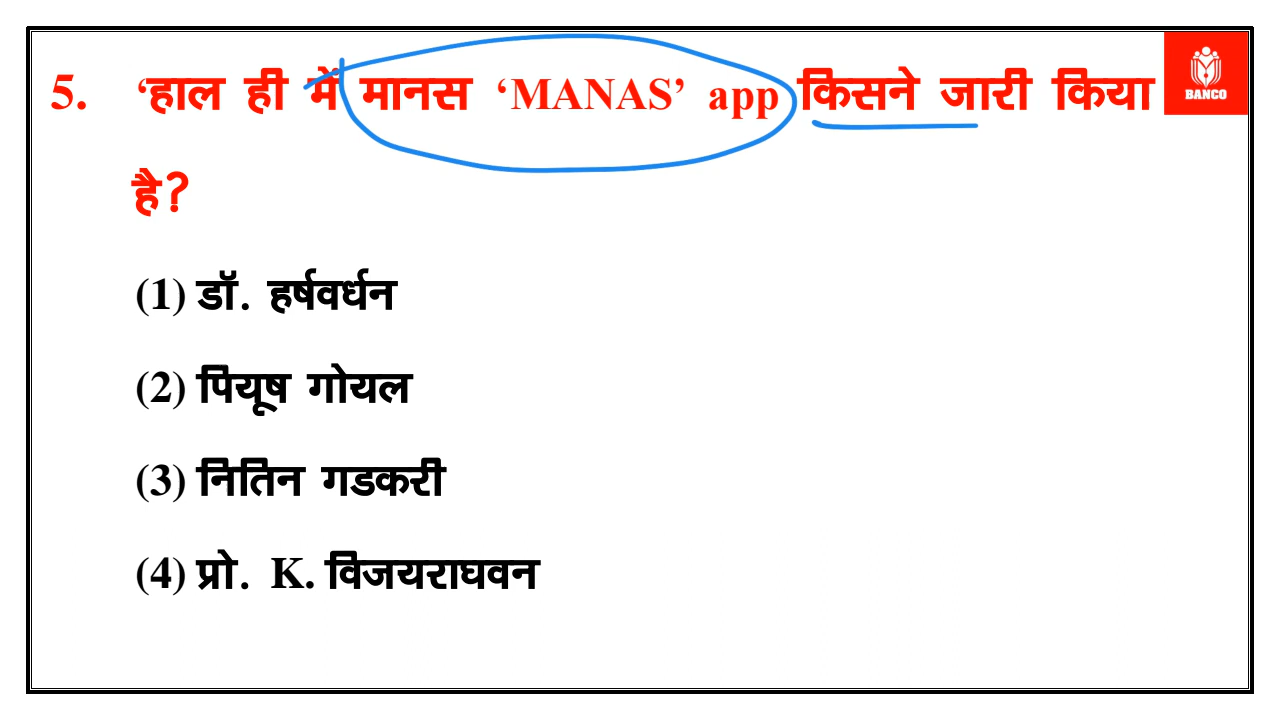 5. ‘हाल ही में मानस ‘MANAS’ app किसने जारी किया
BANCO
है?
(1) डॉ. हर्षवर्धन
(2) पियूष गोयल
(3) नितिन गडकरी
(4) प्रो. K. विजयराघवन